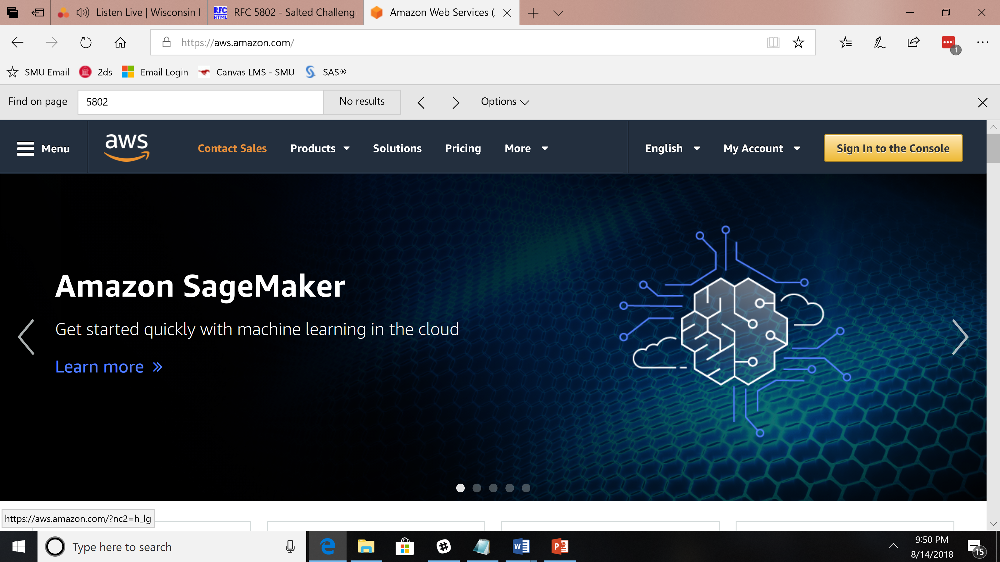 Listen Live | Wisconsin
RFC HTML RFC 5802 - Salted Challeng
Amazon Web Services (
https://aws.amazon.com/
1
SMU Email 2ds Email Login Canvas LMS - SMU SAS®
Find on page 5802 No results Options
Menu aws Contact Sales Products Solutions Pricing More English My Account Sign In to the Console
Amazon SageMaker
Get started quickly with machine learning in the cloud
Learn more »
https://aws.amazon.com/?nc2=h_lg
Type here to search
9:50 PM
8/14/2018
15